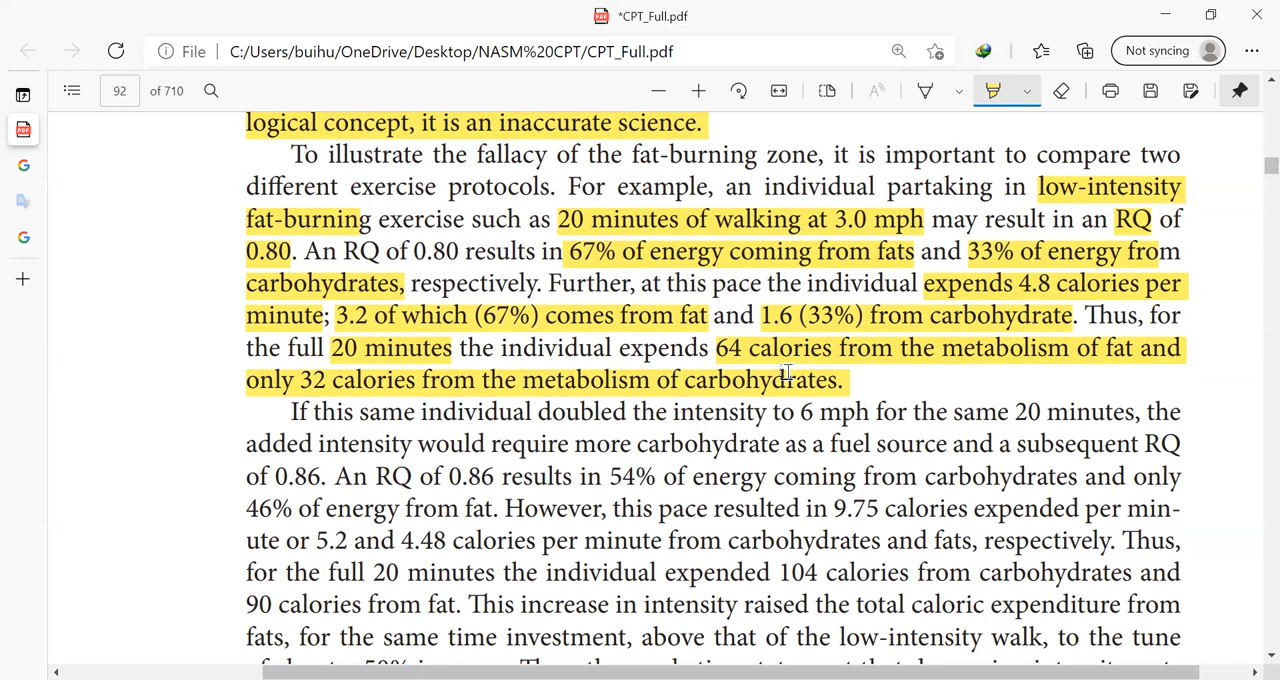 *CPT_Full.pdf
File | C:/Users/buihu/OneDrive/Desktop/NASM%20CPT/CPT_Full.pdf
Not syncing
92 of 710
logical concept, it is an inaccurate science.
To illustrate the fallacy of the fat-burning zone, it is important to compare two
different exercise protocols. For example, an individual partaking in low-intensity
fat-burning exercise such as 20 minutes of walking at 3.0 mph may result in an RQ of
0.80. An RQ of 0.80 results in 67% of energy coming from fats and 33% of energy from
carbohydrates, respectively. Further, at this pace the individual expends 4.8 calories per
minute; 3.2 of which (67%) comes from fat and 1.6 (33%) from carbohydrate. Thus, for
the full 20 minutes the individual expends 64 calories from the metabolism of fat and
only 32 calories from the metabolism of carbohydrates.
If this same individual doubled the intensity to 6 mph for the same 20 minutes, the
added intensity would require more carbohydrate as a fuel source and a subsequent RQ
of 0.86. An RQ of 0.86 results in 54% of energy coming from carbohydrates and only
46% of energy from fat. However, this pace resulted in 9.75 calories expended per min-
ute or 5.2 and 4.48 calories per minute from carbohydrates and fats, respectively. Thus,
for the full 20 minutes the individual expended 104 calories from carbohydrates and
90 calories from fat. This increase in intensity raised the total caloric expenditure from
fats, for the same time investment, above that of the low-intensity walk, to the tune